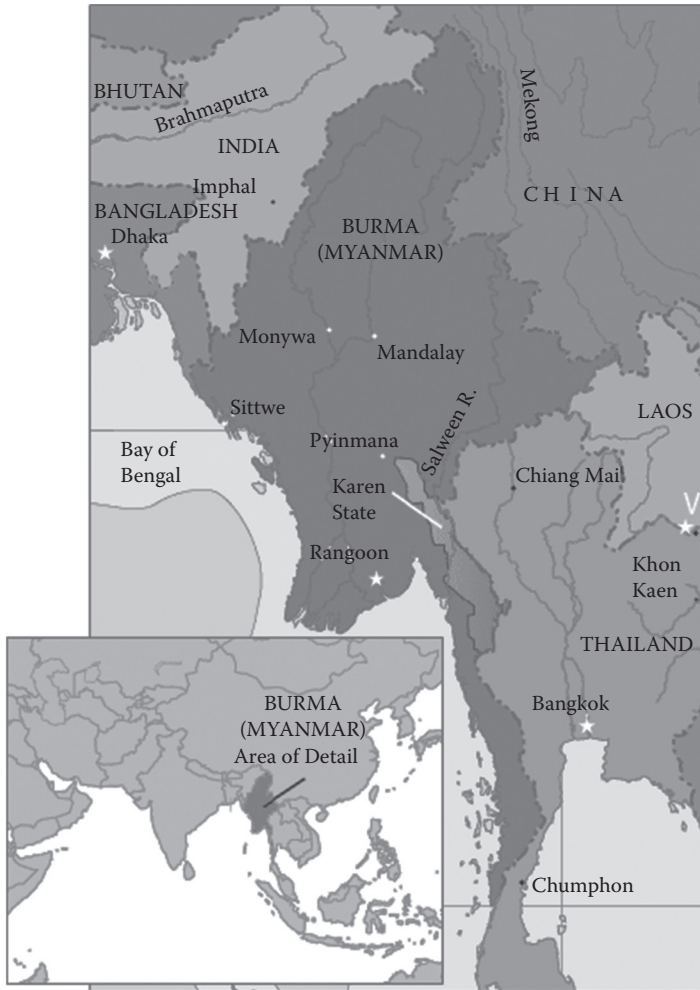 BHUTAN
Brahmaputra
Mekong
INDIA
Imphal
CHINA
BANGLADESH
Dhaka
BURMA
(MYANMAR)
Monywa
Mandalay
Sittwe
Salween R.
LAOS
Pyinmana
Bay of
Bengal
Chiang Mai
Karen
State
V
Rangoon
Khon
Kaen
THAILAND
Bangkok
BURMA
(MYANMAR)
Area of Detail
Chumphon